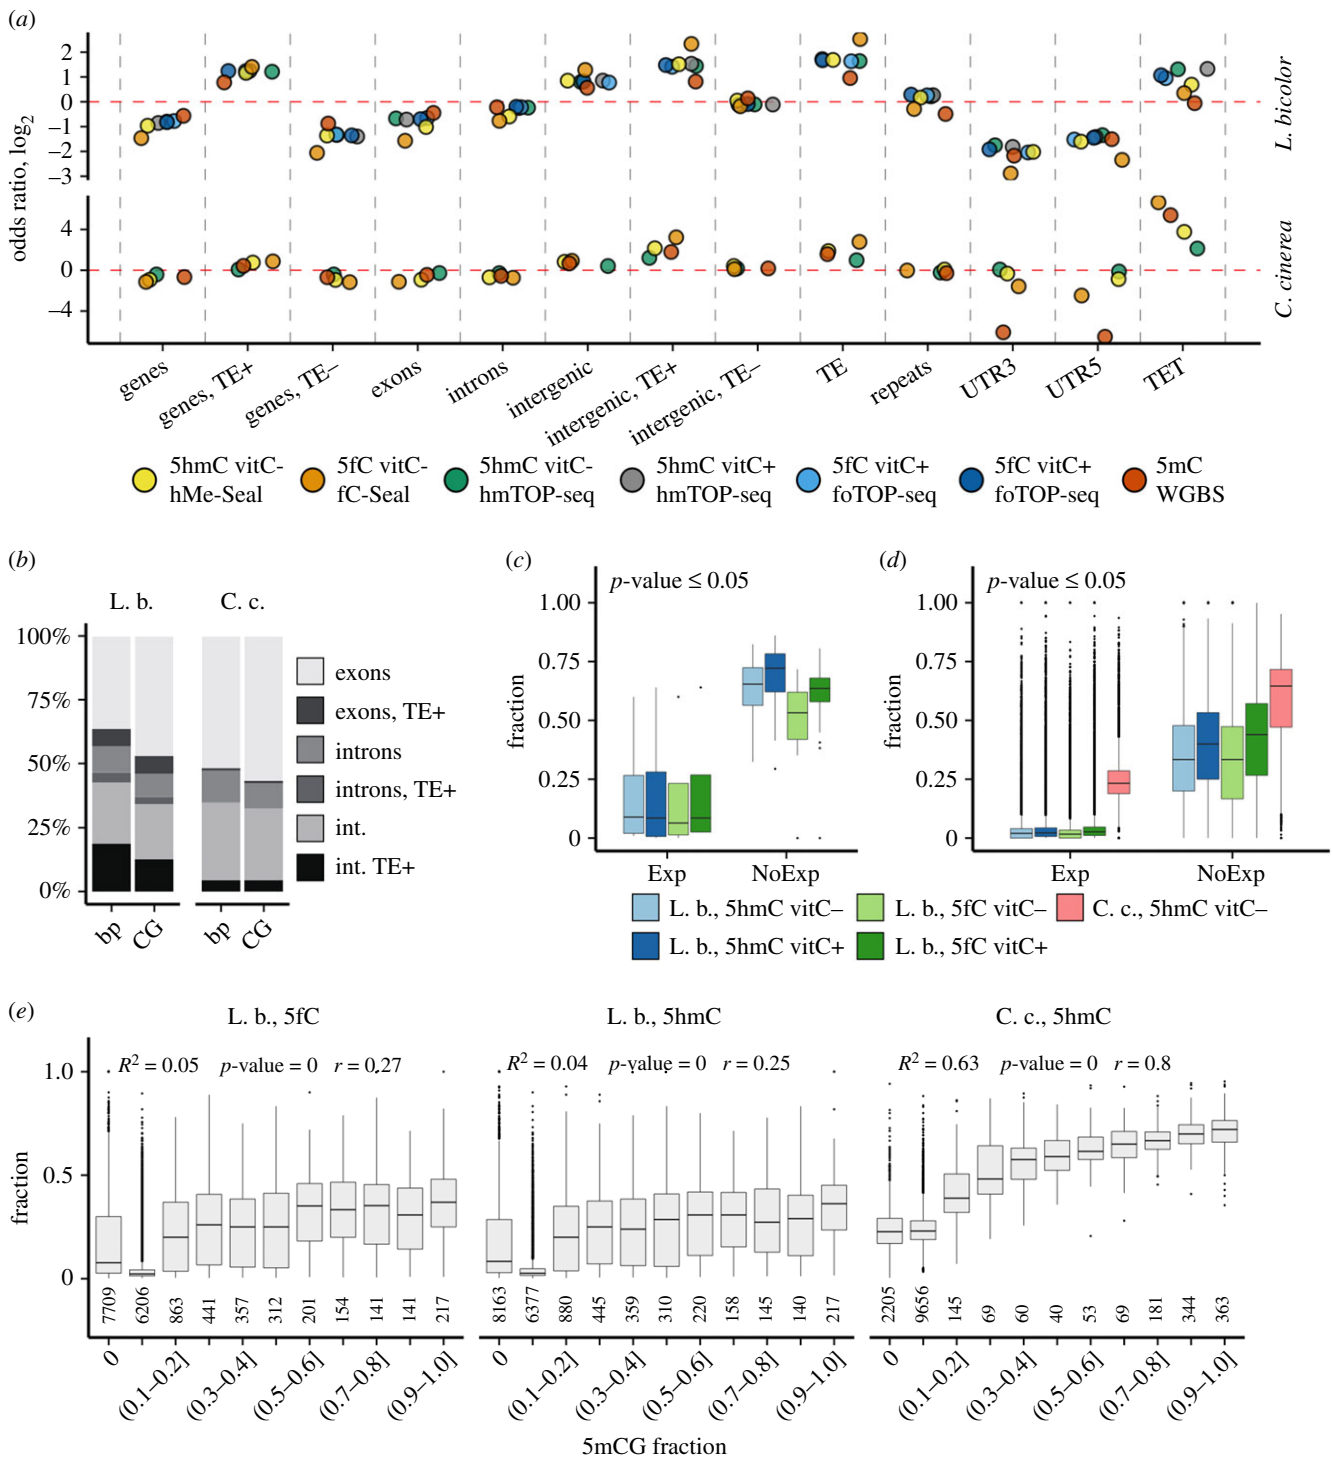 (a)
odds ratio, log2
2
1
0
−1
−2
−3
L. bicolor
4
0
−4
C. cinerea
genes
genes, TE+
genes, TE−
exons
introns
intergenic
intergenic, TE+
intergenic, TE−
TE
repeats
UTR3
UTR5
TET
5hmC vitC-
hMe-Seal
5fC vitC-
fC-Seal
5hmC vitC-
hmTOP-seq
5hmC vitC+
hmTOP-seq
5fC vitC+
foTOP-seq
5fC vitC+
foTOP-seq
5mC
WGBS
(b)
L. b.
C. c.
100%
75%
50%
25%
0%
bp
CG
bp
CG
exons
exons, TE+
introns
introns, TE+
int.
int. TE+
(c)
p-value ≤ 0.05
fraction
1.00
0.75
0.50
0.25
0
Exp
NoExp
(d)
p-value ≤ 0.05
fraction
1.00
0.75
0.50
0.25
0
Exp
NoExp
L. b., 5hmC vitC−
L. b., 5fC vitC−
C. c., 5hmC vitC−
L. b., 5hmC vitC+
L. b., 5fC vitC+
(e)
L. b., 5fC
L. b., 5hmC
C. c., 5hmC
fraction
1.0
0.5
0
R2 = 0.05 p-value = 0 r = 0.27
R2 = 0.04 p-value = 0 r = 0.25
R2 = 0.63 p-value = 0 r = 0.8
7709 6206 863 441 357 312 201 154 141 141 217
8163 6377 880 445 359 310 220 158 145 140 217
2205 9656 145 69 60 40 53 69 181 344 363
0 (0.1–0.2] (0.3–0.4] (0.5–0.6] (0.7–0.8] (0.9–1.0]
0 (0.1–0.2] (0.3–0.4] (0.5–0.6] (0.7–0.8] (0.9–1.0]
0 (0.1–0.2] (0.3–0.4] (0.5–0.6] (0.7–0.8] (0.9–1.0]
5mCG fraction